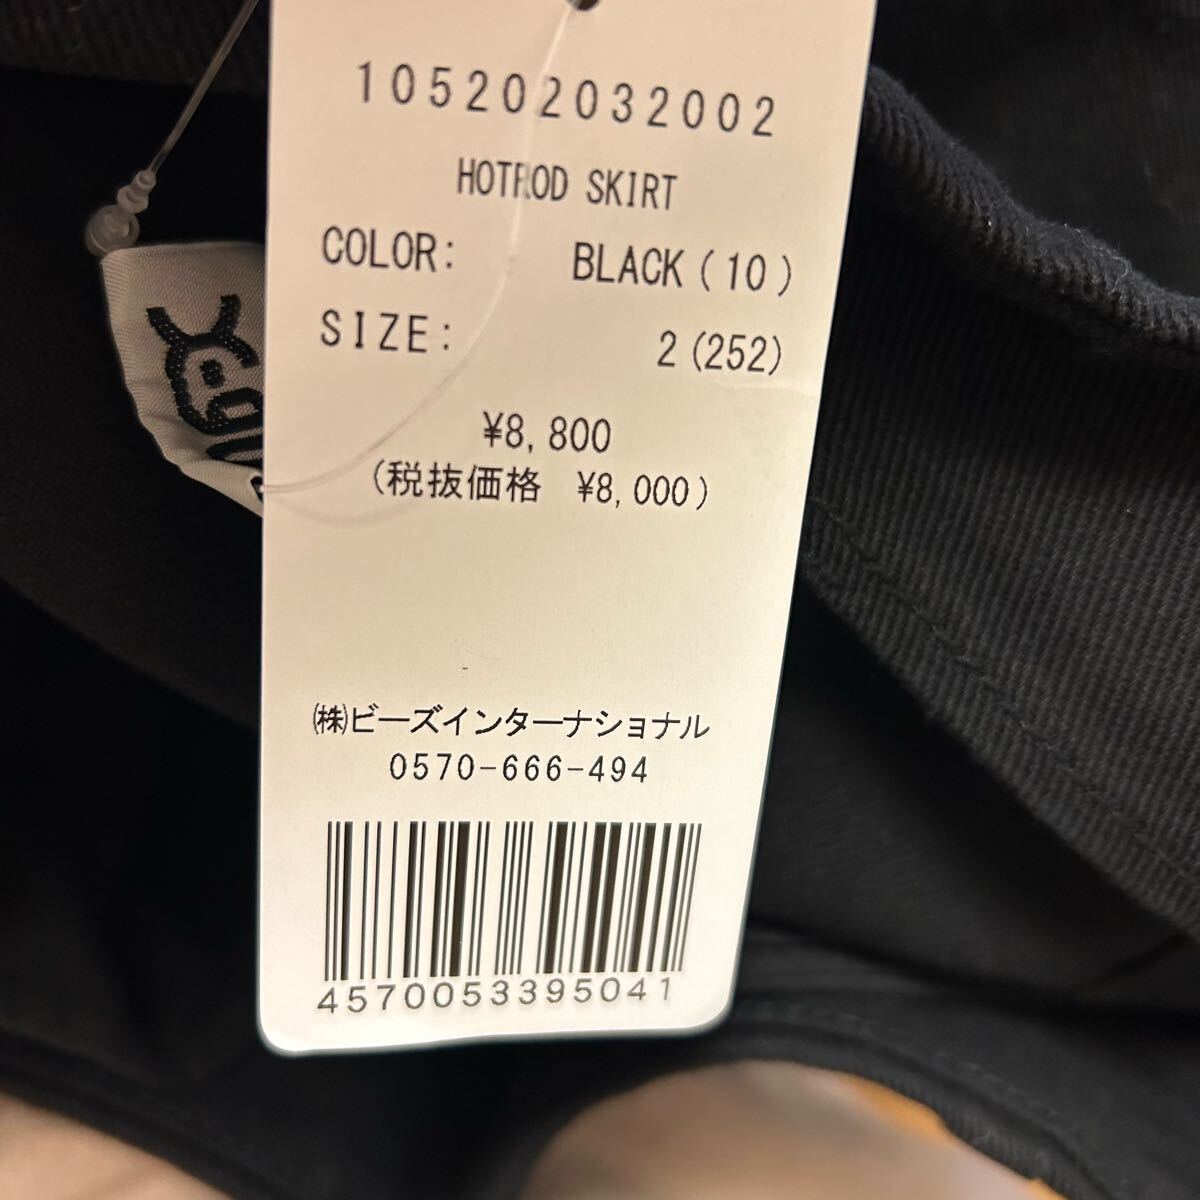 105202032002
HOTROD SKIRT
COLOR: BLACK(10)
SIZE: 2(252)
¥8,800
(税抜価格 ¥8,000)
㈱ビーズインターナショナル
0570-666-494
4570053395041